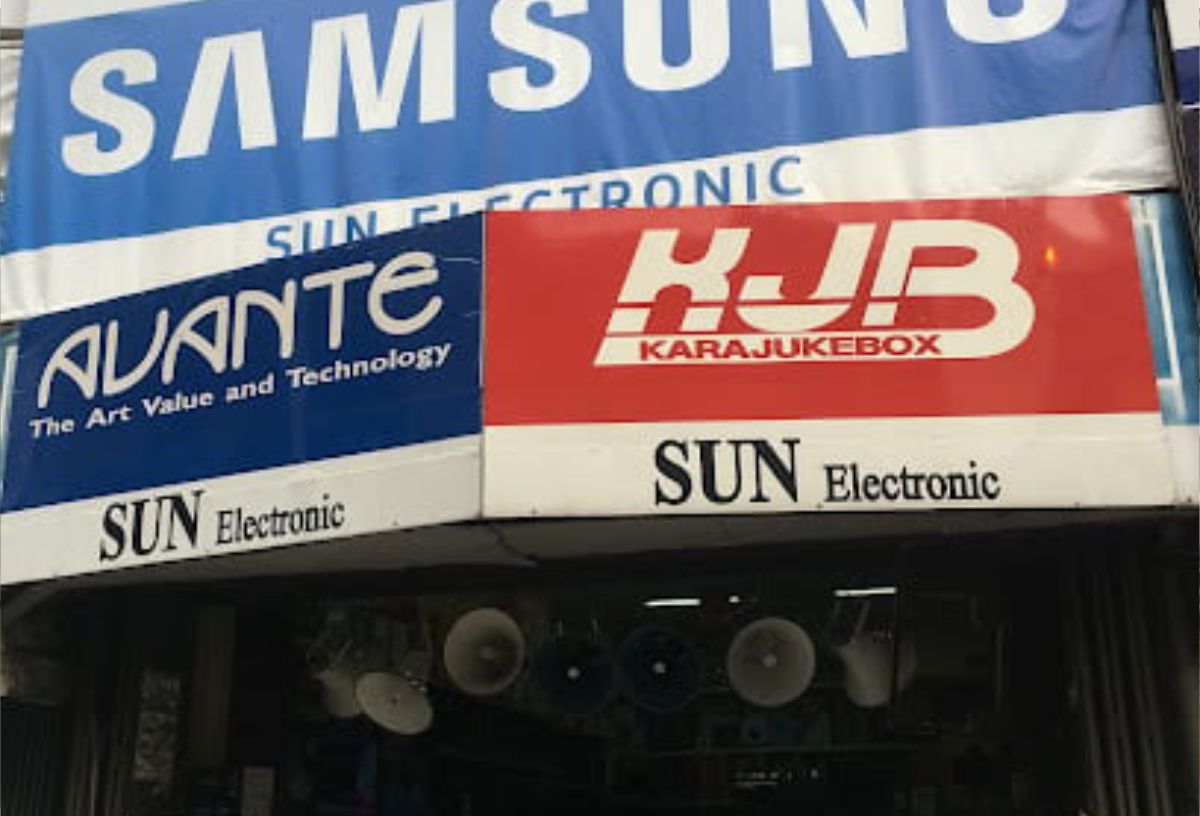 SAMSUNG
SUN ELECTRONIC
AVANTE
The Art Value and Technology
SUN Electronic
KJB
KARAJUKEBOX
SUN Electronic